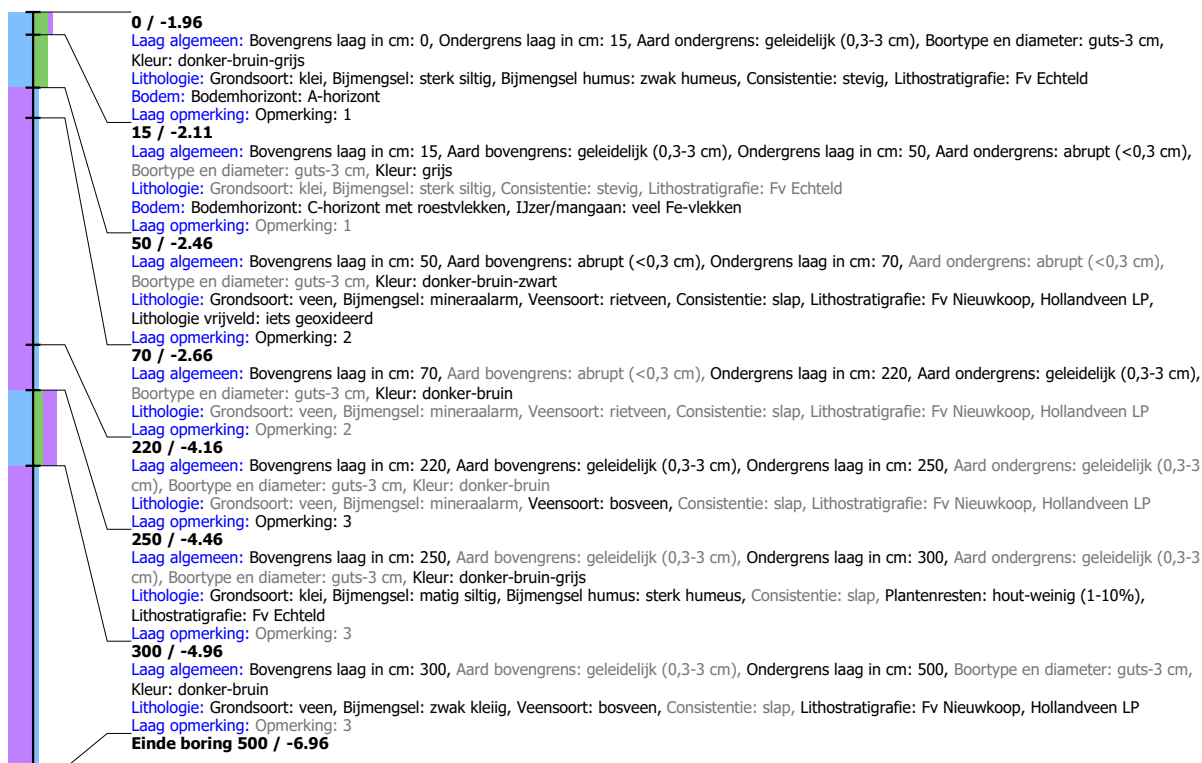 0 / -1.96
Laag algemeen: Bovengrens laag in cm: 0, Ondergrens laag in cm: 15, Aard ondergrens: geleidelijk (0,3-3 cm), Boortype en diameter: guts-3 cm,
Kleur: donker-bruin-grijs
Lithologie: Grondsoort: klei, Bijmengsel: sterk siltig, Bijmengsel humus: zwak humeus, Consistentie: stevig, Lithostratigrafie: Fv Echteld
Bodem: Bodemhorizont: A-horizont
Laag opmerking: Opmerking: 1
15 / -2.11
Laag algemeen: Bovengrens laag in cm: 15, Aard bovengrens: geleidelijk (0,3-3 cm), Ondergrens laag in cm: 50, Aard ondergrens: abrupt (<0,3 cm),
Boortype en diameter: guts-3 cm, Kleur: grijs
Lithologie: Grondsoort: klei, Bijmengsel: sterk siltig, Consistentie: stevig, Lithostratigrafie: Fv Echteld
Bodem: Bodemhorizont: C-horizont met roestvlekken, IJzer/mangaan: veel Fe-vlekken
Laag opmerking: Opmerking: 1
50 / -2.46
Laag algemeen: Bovengrens laag in cm: 50, Aard bovengrens: abrupt (<0,3 cm), Ondergrens laag in cm: 70, Aard ondergrens: abrupt (<0,3 cm),
Boortype en diameter: guts-3 cm, Kleur: donker-bruin-zwart
Lithologie: Grondsoort: veen, Bijmengsel: mineraalarm, Veensoort: rietveen, Consistentie: slap, Lithostratigrafie: Fv Nieuwkoop, Hollandveen LP,
Lithologie vrijveld: iets geoxideerd
Laag opmerking: Opmerking: 2
70 / -2.66
Laag algemeen: Bovengrens laag in cm: 70, Aard bovengrens: abrupt (<0,3 cm), Ondergrens laag in cm: 220, Aard ondergrens: geleidelijk (0,3-3 cm),
Boortype en diameter: guts-3 cm, Kleur: donker-bruin
Lithologie: Grondsoort: veen, Bijmengsel: mineraalarm, Veensoort: rietveen, Consistentie: slap, Lithostratigrafie: Fv Nieuwkoop, Hollandveen LP
Laag opmerking: Opmerking: 2
220 / -4.16
Laag algemeen: Bovengrens laag in cm: 220, Aard bovengrens: geleidelijk (0,3-3 cm), Ondergrens laag in cm: 250, Aard ondergrens: geleidelijk (0,3-3
cm), Boortype en diameter: guts-3 cm, Kleur: donker-bruin
Lithologie: Grondsoort: veen, Bijmengsel: mineraalarm, Veensoort: bosveen, Consistentie: slap, Lithostratigrafie: Fv Nieuwkoop, Hollandveen LP
Laag opmerking: Opmerking: 3
250 / -4.46
Laag algemeen: Bovengrens laag in cm: 250, Aard bovengrens: geleidelijk (0,3-3 cm), Ondergrens laag in cm: 300, Aard ondergrens: geleidelijk (0,3-3
cm), Boortype en diameter: guts-3 cm, Kleur: donker-bruin-grijs
Lithologie: Grondsoort: klei, Bijmengsel: matig siltig, Bijmengsel humus: sterk humeus, Consistentie: slap, Plantenresten: hout-weinig (1-10%),
Lithostratigrafie: Fv Echteld
Laag opmerking: Opmerking: 3
300 / -4.96
Laag algemeen: Bovengrens laag in cm: 300, Aard bovengrens: geleidelijk (0,3-3 cm), Ondergrens laag in cm: 500, Boortype en diameter: guts-3 cm,
Kleur: donker-bruin
Lithologie: Grondsoort: veen, Bijmengsel: zwak kleiig, Veensoort: bosveen, Consistentie: slap, Lithostratigrafie: Fv Nieuwkoop, Hollandveen LP
Laag opmerking: Opmerking: 3
Einde boring 500 / -6.96